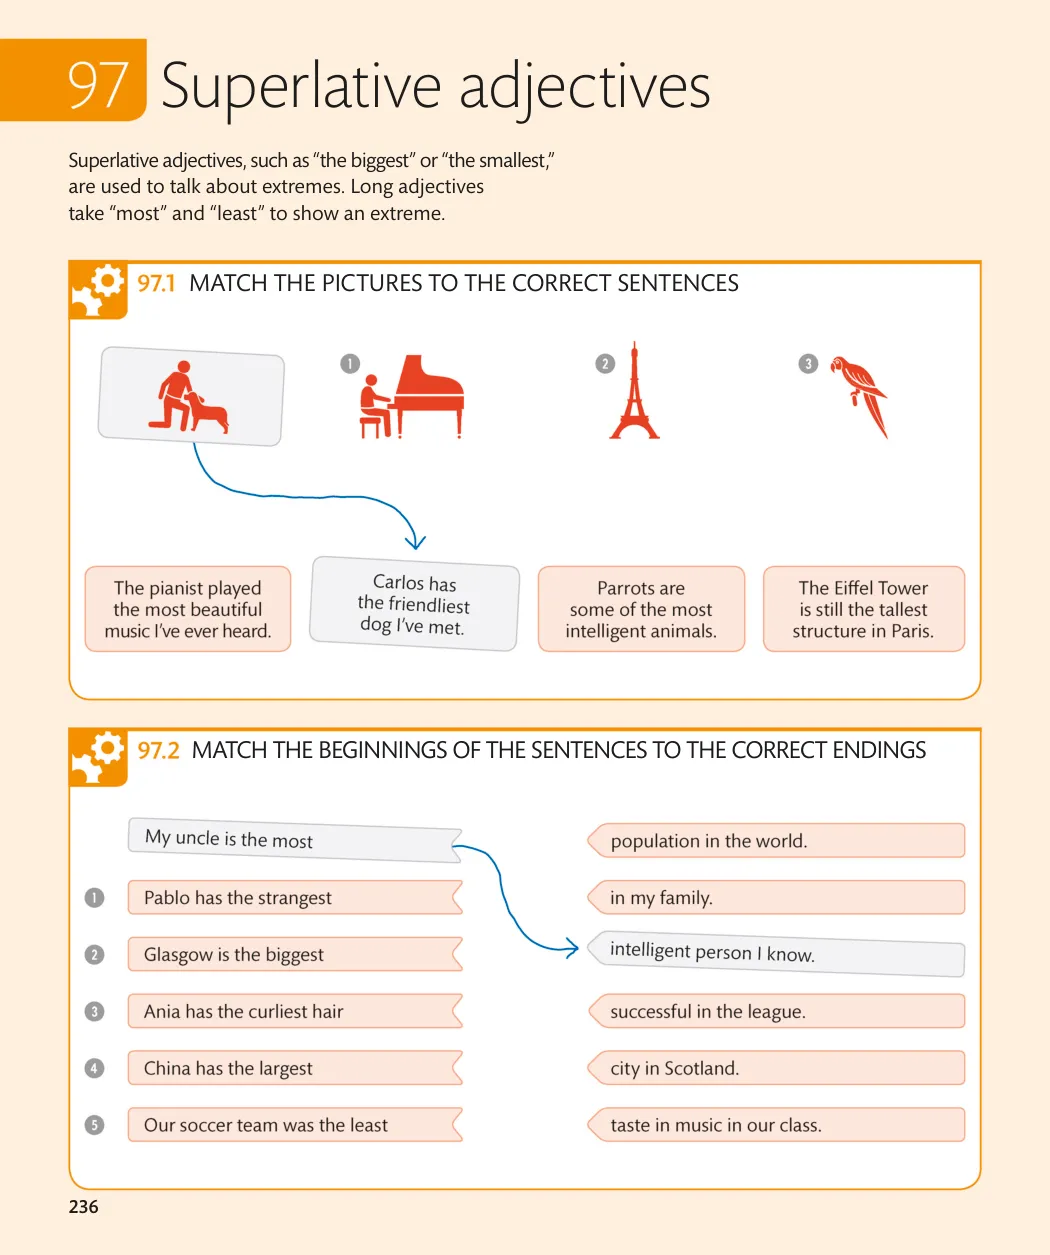 97 Superlative adjectives
Superlative adjectives, such as “the biggest” or “the smallest,”
are used to talk about extremes. Long adjectives
take “most” and “least” to show an extreme.
97.1 MATCH THE PICTURES TO THE CORRECT SENTENCES
1
2
3
The pianist played
the most beautiful
music I’ve ever heard.
Carlos has
the friendliest
dog I’ve met.
Parrots are
some of the most
intelligent animals.
The Eiffel Tower
is still the tallest
structure in Paris.
97.2 MATCH THE BEGINNINGS OF THE SENTENCES TO THE CORRECT ENDINGS
My uncle is the most
population in the world.
1 Pablo has the strangest
in my family.
2 Glasgow is the biggest
intelligent person I know.
3 Ania has the curliest hair
successful in the league.
4 China has the largest
city in Scotland.
5 Our soccer team was the least
taste in music in our class.
236